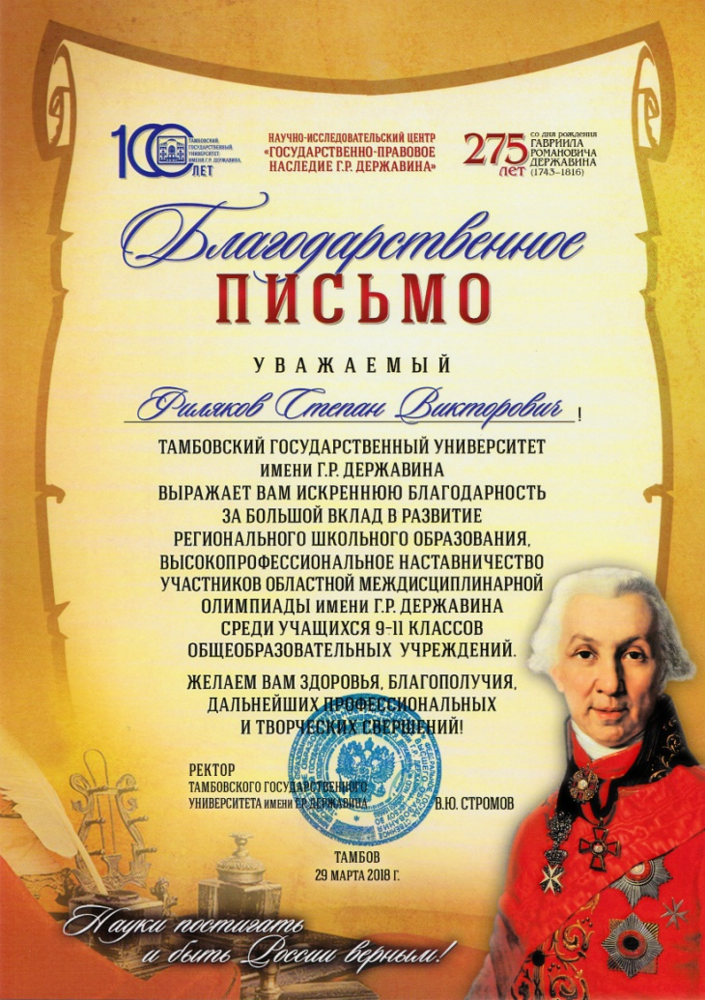 100 ЛЕТ
ТАМБОВСКИЙ
ГОСУДАРСТВЕННЫЙ
УНИВЕРСИТЕТ
ИМЕНИ Г.Р. ДЕРЖАВИНА
НАУЧНО-ИССЛЕДОВАТЕЛЬСКИЙ ЦЕНТР
«ГОСУДАРСТВЕННО-ПРАВОВОЕ
НАСЛЕДИЕ Г.Р. ДЕРЖАВИНА»
275 лет
со дня рождения
ГАВРИИЛА
РОМАНОВИЧА
ДЕРЖАВИНА
(1743–1816)
Благодарственное
ПИСЬМО
УВАЖАЕМЫЙ
Филяков Степан Викторович!
ТАМБОВСКИЙ ГОСУДАРСТВЕННЫЙ УНИВЕРСИТЕТ
ИМЕНИ Г.Р. ДЕРЖАВИНА
ВЫРАЖАЕТ ВАМ ИСКРЕННЮЮ БЛАГОДАРНОСТЬ
ЗА БОЛЬШОЙ ВКЛАД В РАЗВИТИЕ
РЕГИОНАЛЬНОГО ШКОЛЬНОГО ОБРАЗОВАНИЯ,
ВЫСОКОПРОФЕССИОНАЛЬНОЕ НАСТАВНИЧЕСТВО
УЧАСТНИКОВ ОБЛАСТНОЙ МЕЖДИСЦИПЛИНАРНОЙ
ОЛИМПИАДЫ ИМЕНИ Г.Р. ДЕРЖАВИНА
СРЕДИ УЧАЩИХСЯ 9-11 КЛАССОВ
ОБЩЕОБРАЗОВАТЕЛЬНЫХ УЧРЕЖДЕНИЙ.
ЖЕЛАЕМ ВАМ ЗДОРОВЬЯ, БЛАГОПОЛУЧИЯ,
ДАЛЬНЕЙШИХ ПРОФЕССИОНАЛЬНЫХ
И ТВОРЧЕСКИХ СВЕРШЕНИЙ!
РЕКТОР
ТАМБОВСКОГО ГОСУДАРСТВЕННОГО
УНИВЕРСИТЕТА ИМЕНИ Г.Р. ДЕРЖАВИНА
В.Ю. СТРОМОВ
ТАМБОВ
29 МАРТА 2018 Г.
Науки постигать
и быть России верным!